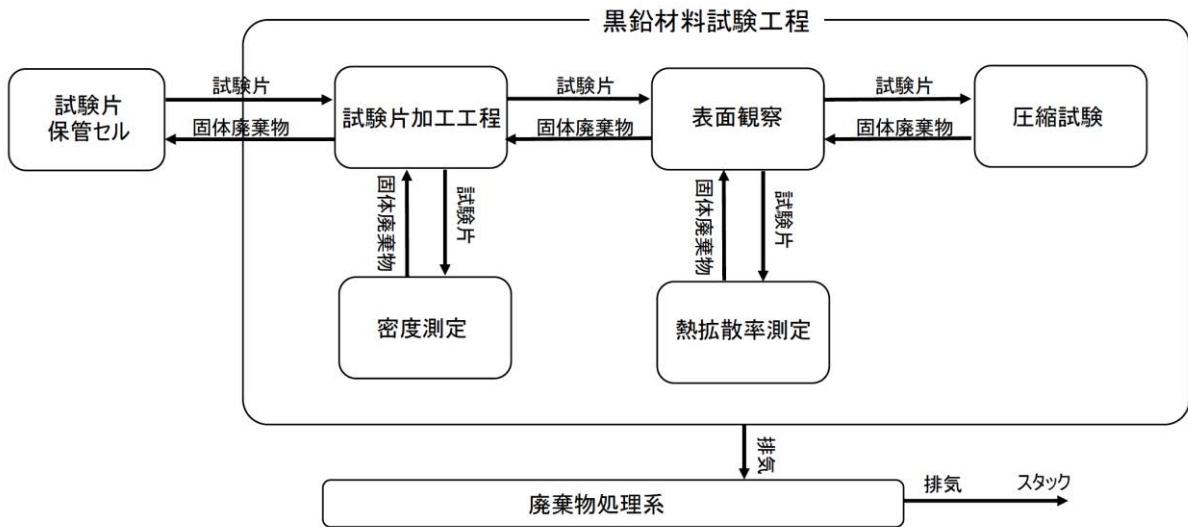 黒鉛材料試験工程
試験片
保管セル
試験片
固体廃棄物
試験片加工工程
試験片
固体廃棄物
表面観察
試験片
固体廃棄物
圧縮試験
固体廃棄物
試験片
固体廃棄物
試験片
密度測定
熱拡散率測定
排気
廃棄物処理系
排気
スタック